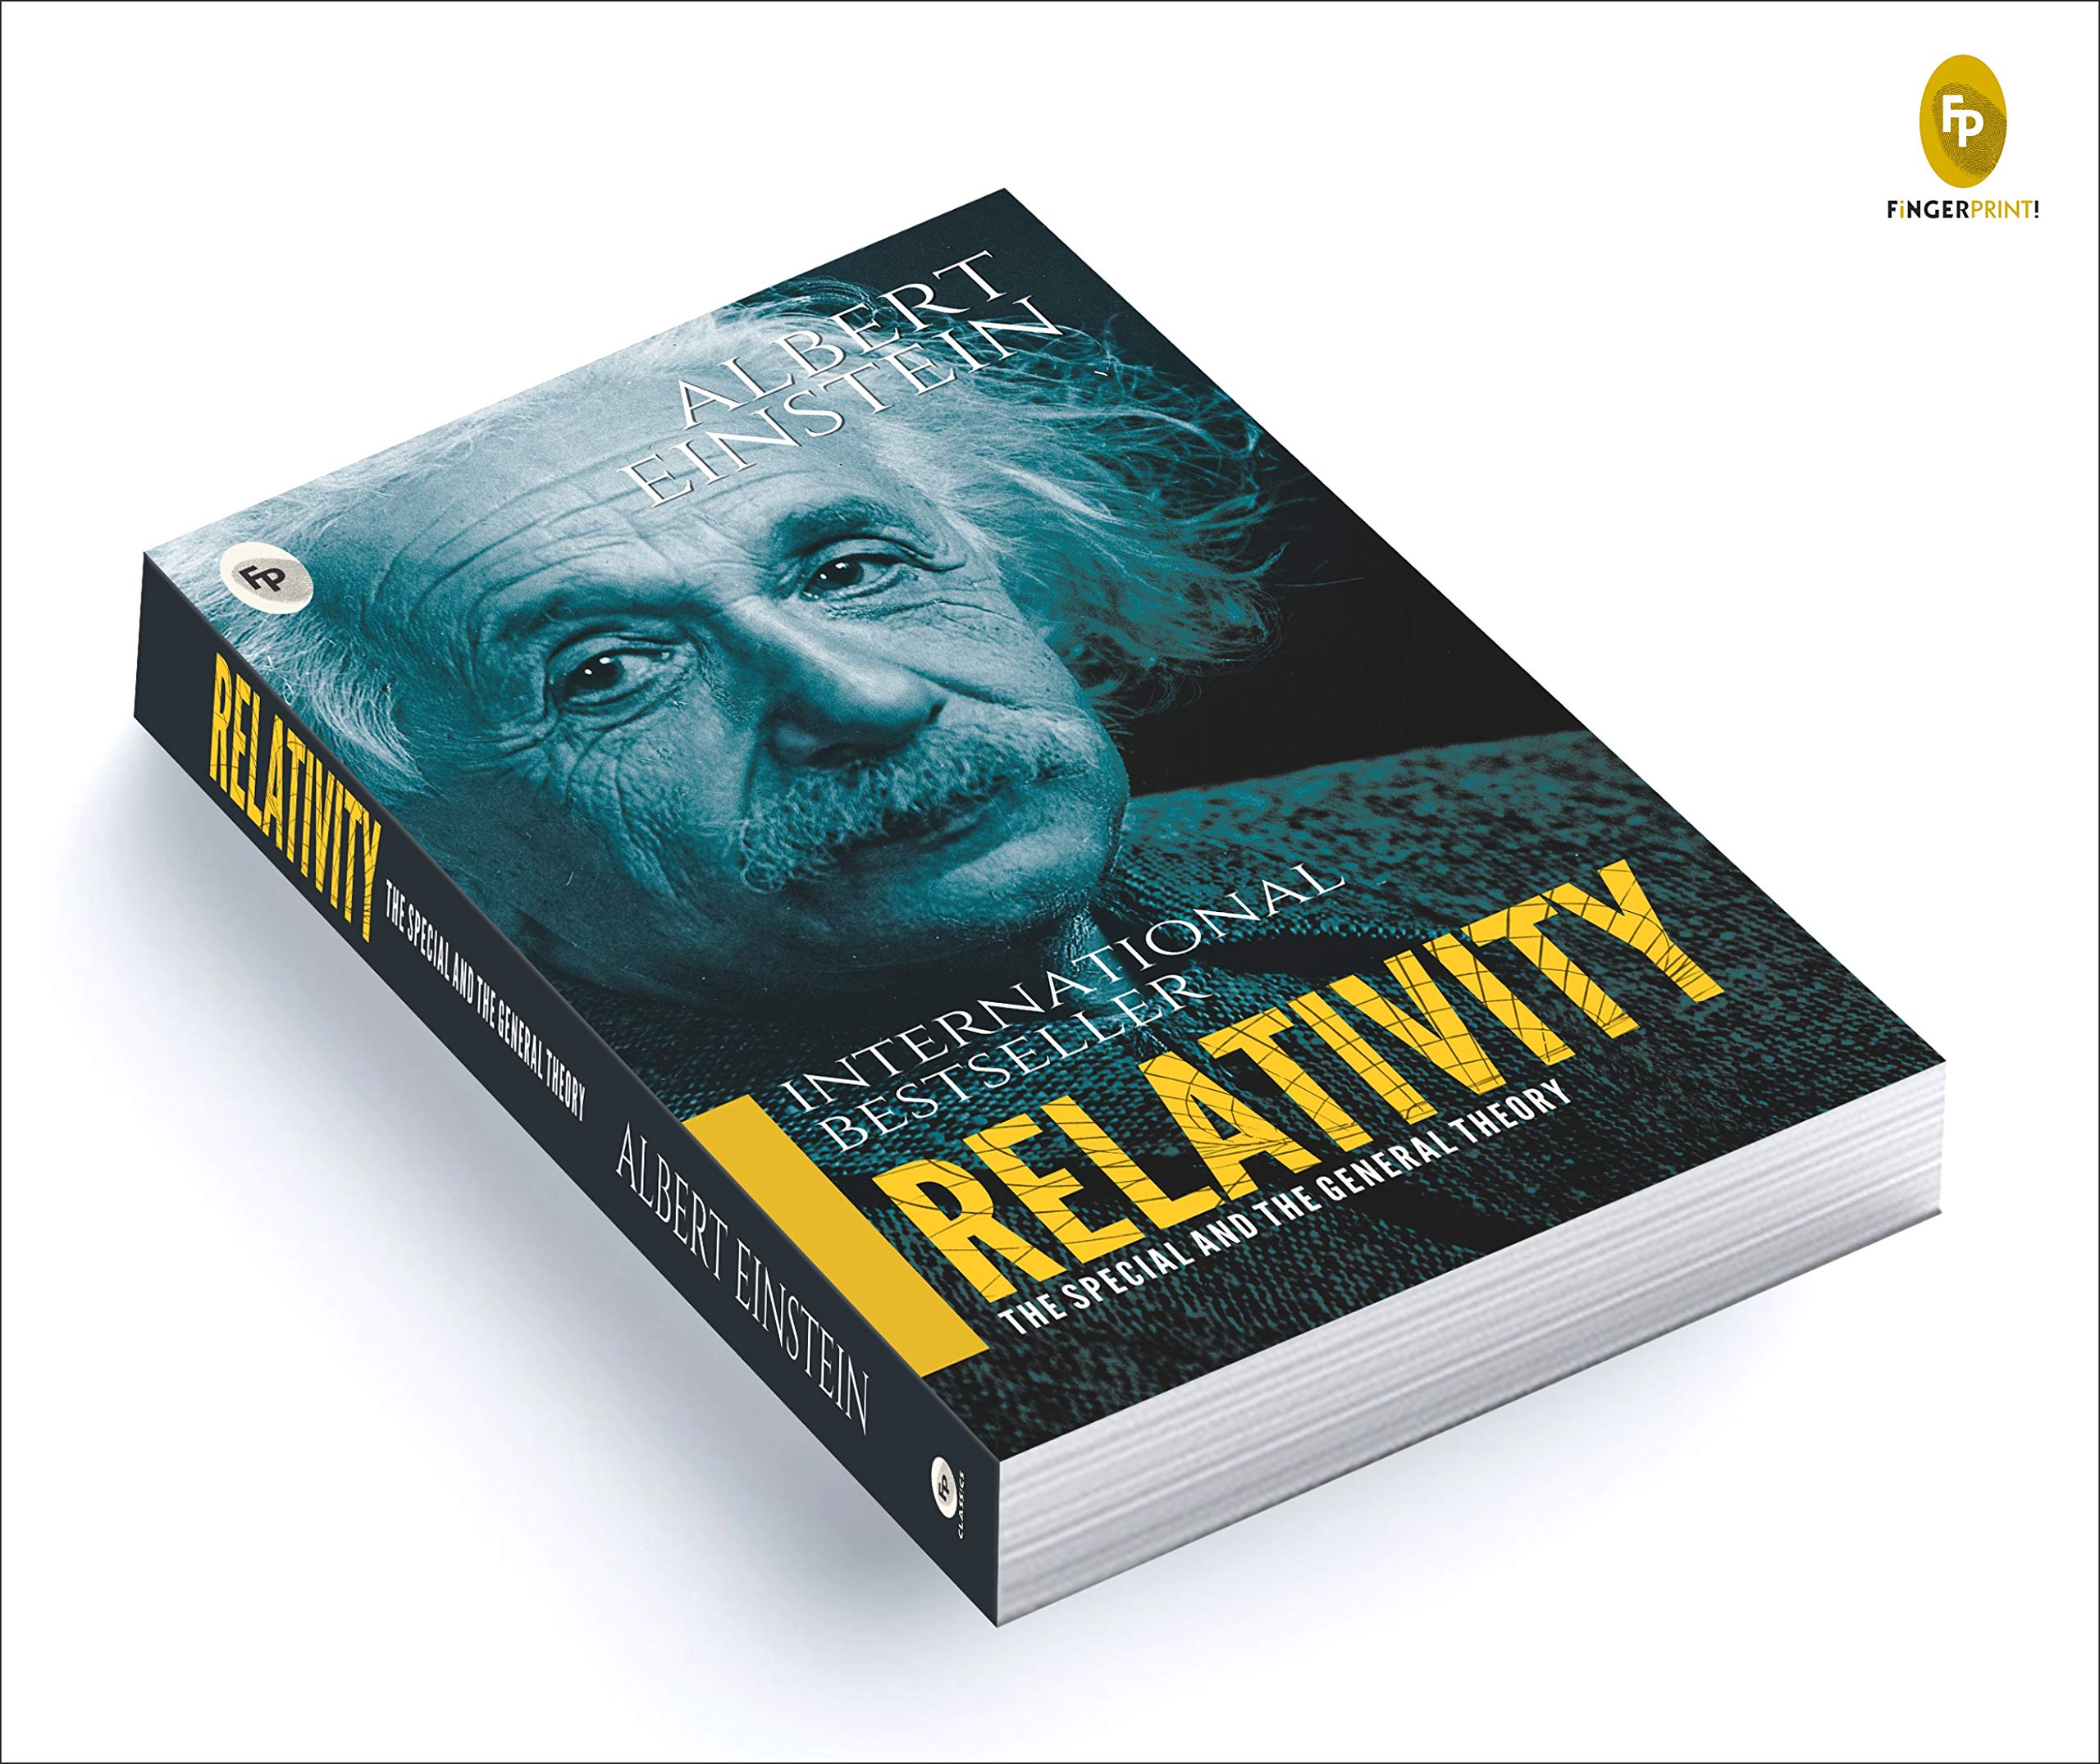 FP
FiNGERPRINT!
ALBERT
EINSTEIN
FP
INTERNATIONAL
BESTSELLER
RELATIVITY
THE SPECIAL AND THE GENERAL THEORY
RELATIVITY
THE SPECIAL AND THE GENERAL THEORY
ALBERT EINSTEIN
FP
CLASSICS